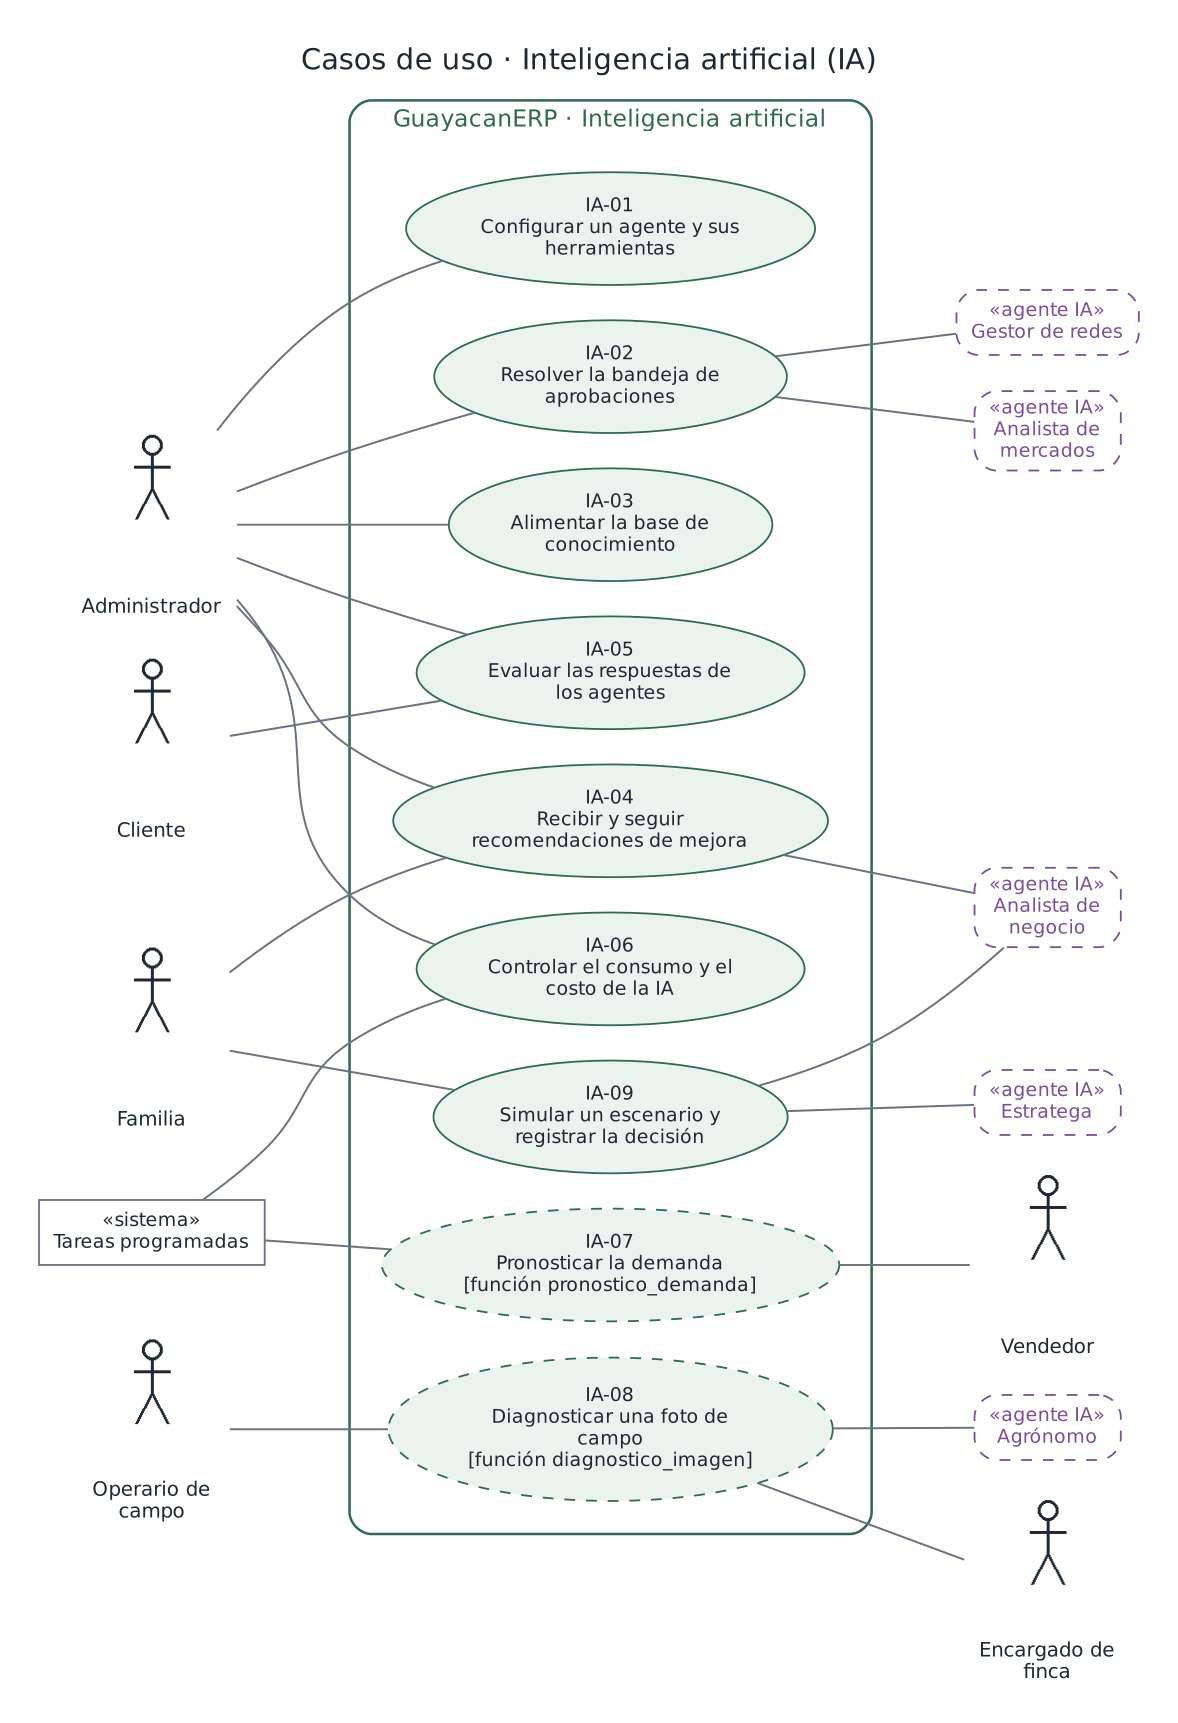 Casos de uso · Inteligencia artificial (IA)
GuayacanERP · Inteligencia artificial
IA-01
Configurar un agente y sus
herramientas
«agente IA»
Gestor de redes
IA-02
Resolver la bandeja de
aprobaciones
«agente IA»
Analista de
mercados
IA-03
Alimentar la base de
conocimiento
Administrador
IA-05
Evaluar las respuestas de
los agentes
Cliente
IA-04
Recibir y seguir
recomendaciones de mejora
«agente IA»
Analista de
negocio
IA-06
Controlar el consumo y el
costo de la IA
Familia
IA-09
Simular un escenario y
registrar la decisión
«agente IA»
Estratega
«sistema»
Tareas programadas
IA-07
Pronosticar la demanda
[función pronostico_demanda]
Vendedor
IA-08
Diagnosticar una foto de
campo
[función diagnostico_imagen]
«agente IA»
Agrónomo
Operario de
campo
Encargado de
finca